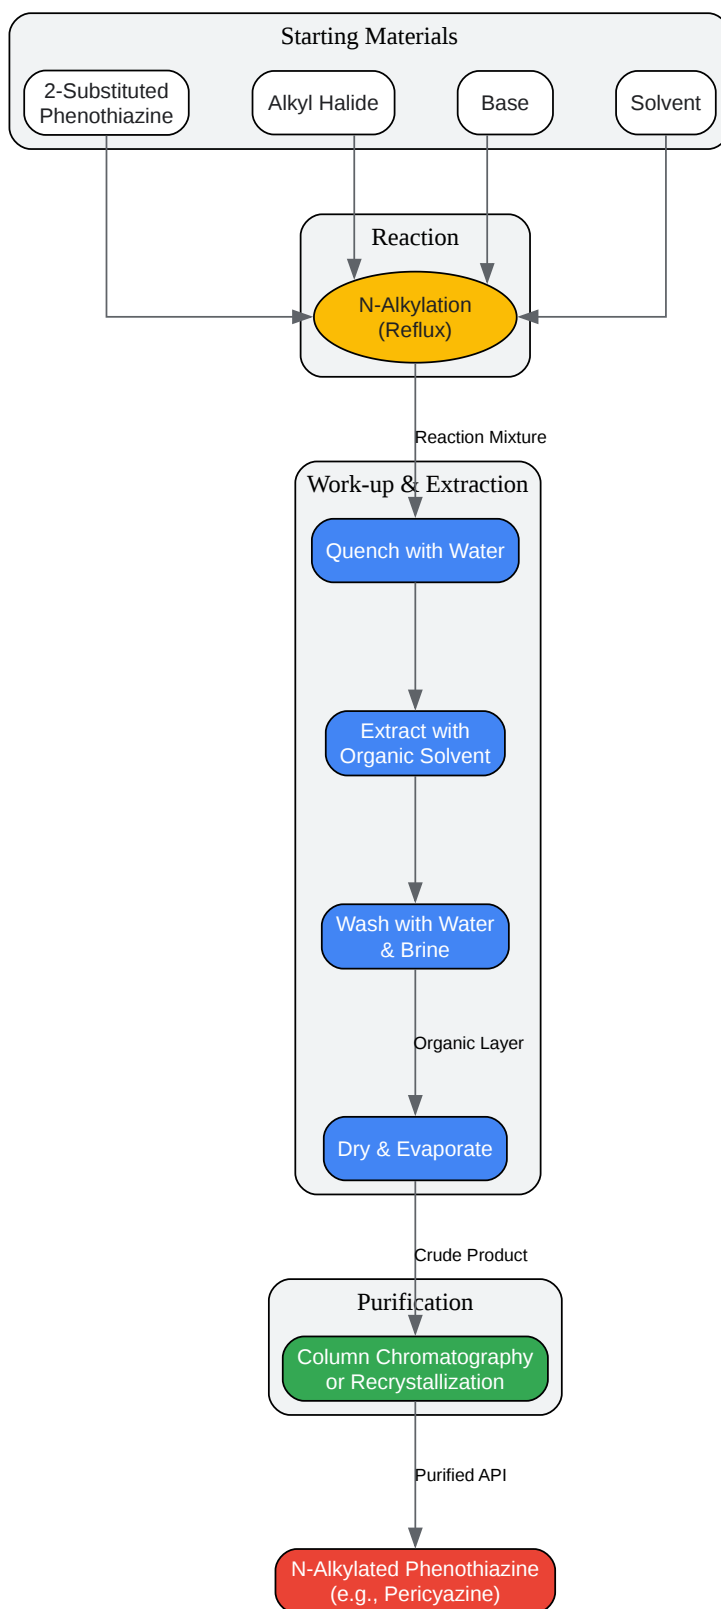 Starting Materials
2-Substituted
Phenothiazine
Alkyl Halide
Base
Solvent
Reaction
N-Alkylation
(Reflux)
Reaction Mixture
Work-up & Extraction
Quench with Water
Extract with
Organic Solvent
Wash with Water
& Brine
Organic Layer
Dry & Evaporate
Crude Product
Purification
Column Chromatography
or Recrystallization
Purified API
N-Alkylated Phenothiazine
(e.g., Pericyazine)